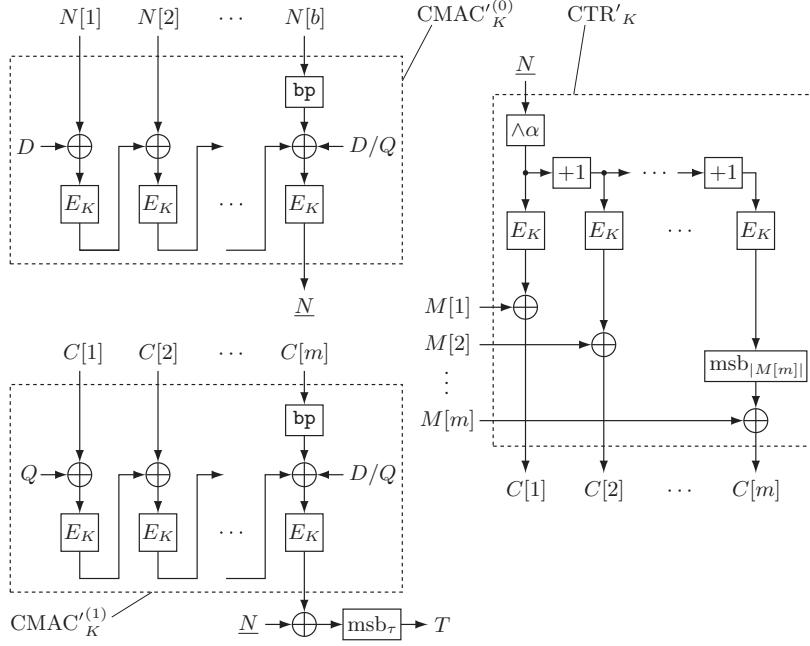 N[1] N[2] · · · N[b] CMAC′_K^(0)
bp
D D/Q
E_K E_K · · · E_K
N
CTR′_K
N
∧α
+1 · · · +1
E_K E_K · · · E_K
M[1]
M[2]
⋮
msb_|M[m]|
M[m]
C[1] C[2] · · · C[m]
C[1] C[2] · · · C[m]
bp
Q D/Q
E_K E_K · · · E_K
CMAC′_K^(1)
N msb_τ T